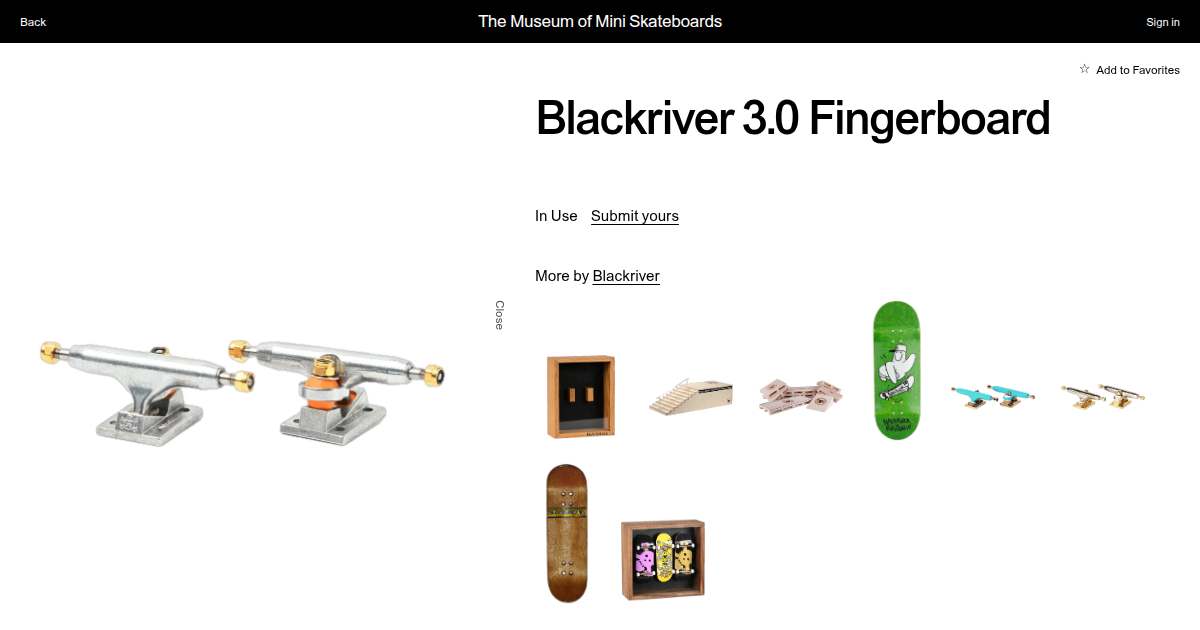 Back
The Museum of Mini Skateboards
Sign in
☆ Add to Favorites
Blackriver 3.0 Fingerboard
In Use Submit yours
More by Blackriver
Close